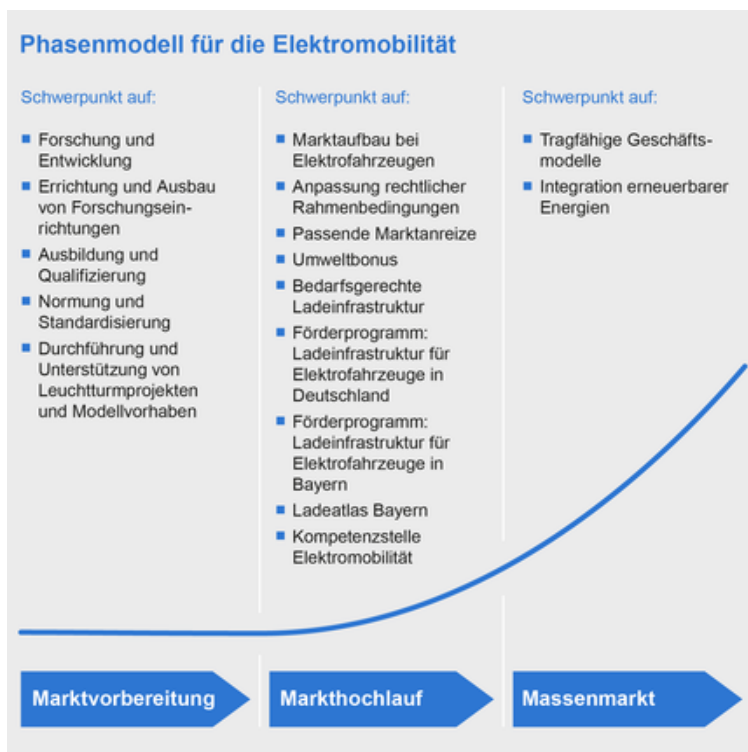 Phasenmodell für die Elektromobilität
Schwerpunkt auf:
Forschung und
Entwicklung
Errichtung und Ausbau
von Forschungsein-
richtungen
Ausbildung und
Qualifizierung
Normung und
Standardisierung
Durchführung und
Unterstützung von
Leuchtturmprojekten
und Modellvorhaben
Schwerpunkt auf:
Marktaufbau bei
Elektrofahrzeugen
Anpassung rechtlicher
Rahmenbedingungen
Passende Marktanreize
Umweltbonus
Bedarfsgerechte
Ladeinfrastruktur
Förderprogramm:
Ladeinfrastruktur für
Elektrofahrzeuge in
Deutschland
Förderprogramm:
Ladeinfrastruktur für
Elektrofahrzeuge in
Bayern
Ladeatlas Bayern
Kompetenzstelle
Elektromobilität
Schwerpunkt auf:
Tragfähige Geschäfts-
modelle
Integration erneuerbarer
Energien
Marktvorbereitung
Markthochlauf
Massenmarkt